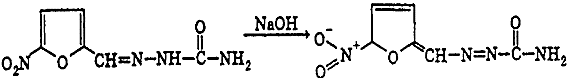 O₂N O CH=N−NH−C−NH₂ O NaOH O⁻ N⁺ O O CH−N=N−C−NH₂ O